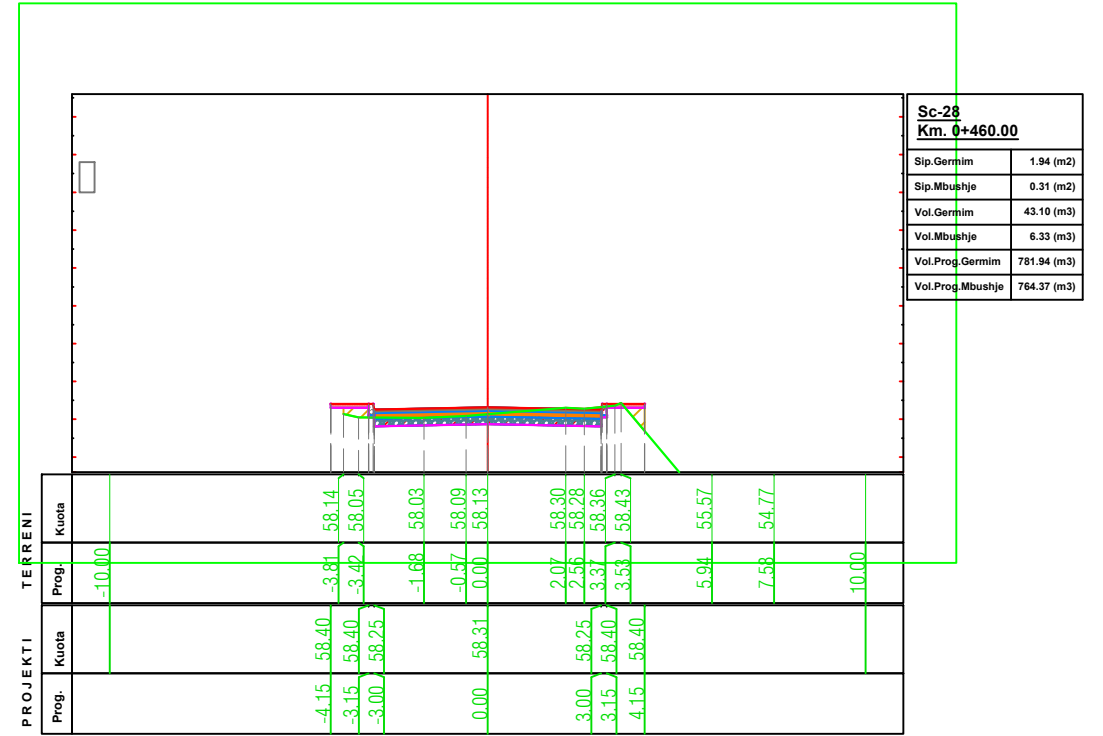 Sc-28
Km. 0+460.00
Sip.Germim 1.94 (m2)
Sip.Mbushje 0.31 (m2)
Vol.Germim 43.10 (m3)
Vol.Mbushje 6.33 (m3)
Vol.Prog.Germim 781.94 (m3)
Vol.Prog.Mbushje 764.37 (m3)
TERRENI
Kuota 58.14 58.05 58.03 58.09 58.13 58.30 58.28 58.36 58.43 55.57 54.77
Prog. -10.00 -3.81 -3.42 -1.68 -0.57 0.00 2.07 2.56 3.37 3.53 5.94 7.58 10.00
PROJEKTI
Kuota 58.40 58.40 58.25 58.31 58.25 58.40 58.40
Prog. -4.15 -3.15 -3.00 0.00 3.00 3.15 4.15